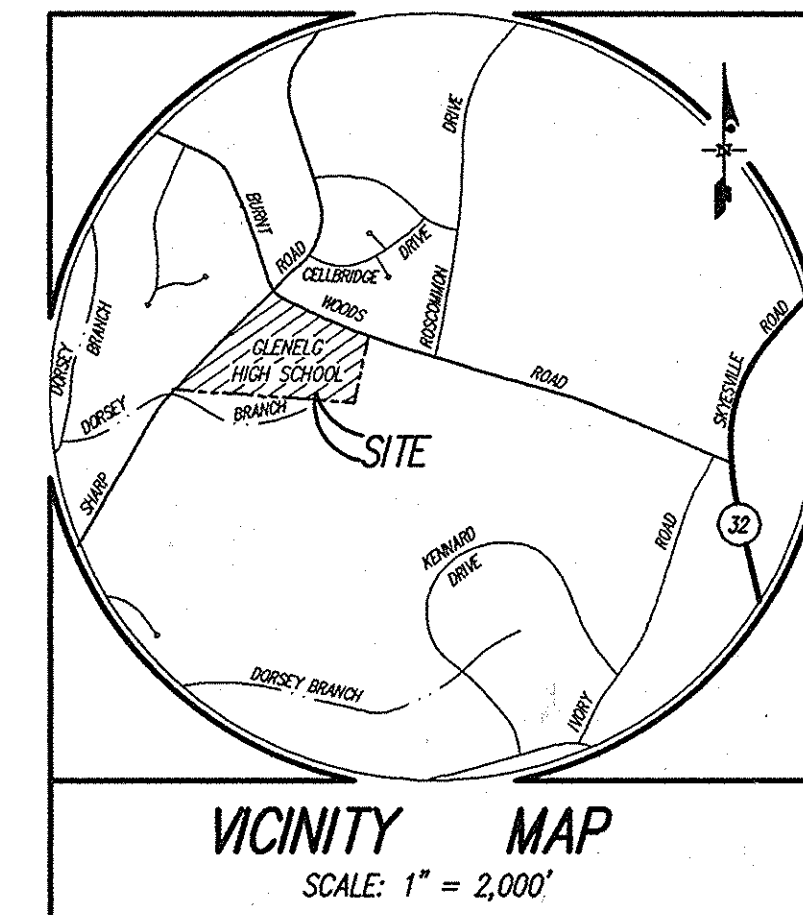 DRIVE
BURNT
ROAD
DRIVE
CELLBRIDGE
WOODS
ROSCOMMON
ROAD
SKYESVILLE
DORSEY
BRANCH
GLENELG
HIGH SCHOOL
ROAD
DORSEY
BRANCH
SITE
SHARP
32
KENNARD
DRIVE
ROAD
DORSEY BRANCH
IVORY
VICINITY MAP
SCALE: 1" = 2,000'